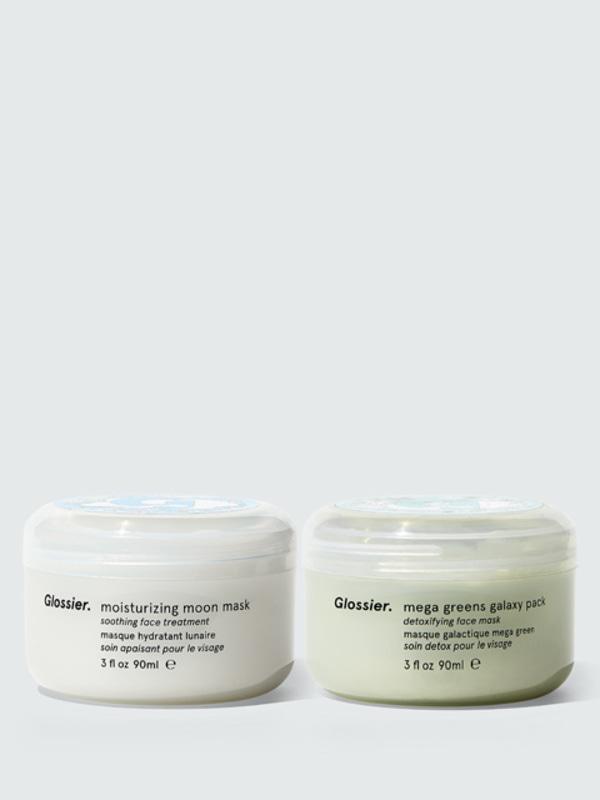 Glossier. moisturizing moon mask
soothing face treatment
masque hydratant lunaire
soin apaisant pour le visage
3 fl oz 90ml ℮
Glossier. mega greens galaxy pack
detoxifying face mask
masque galactique mega green
soin detox pour le visage
3 fl oz 90ml ℮